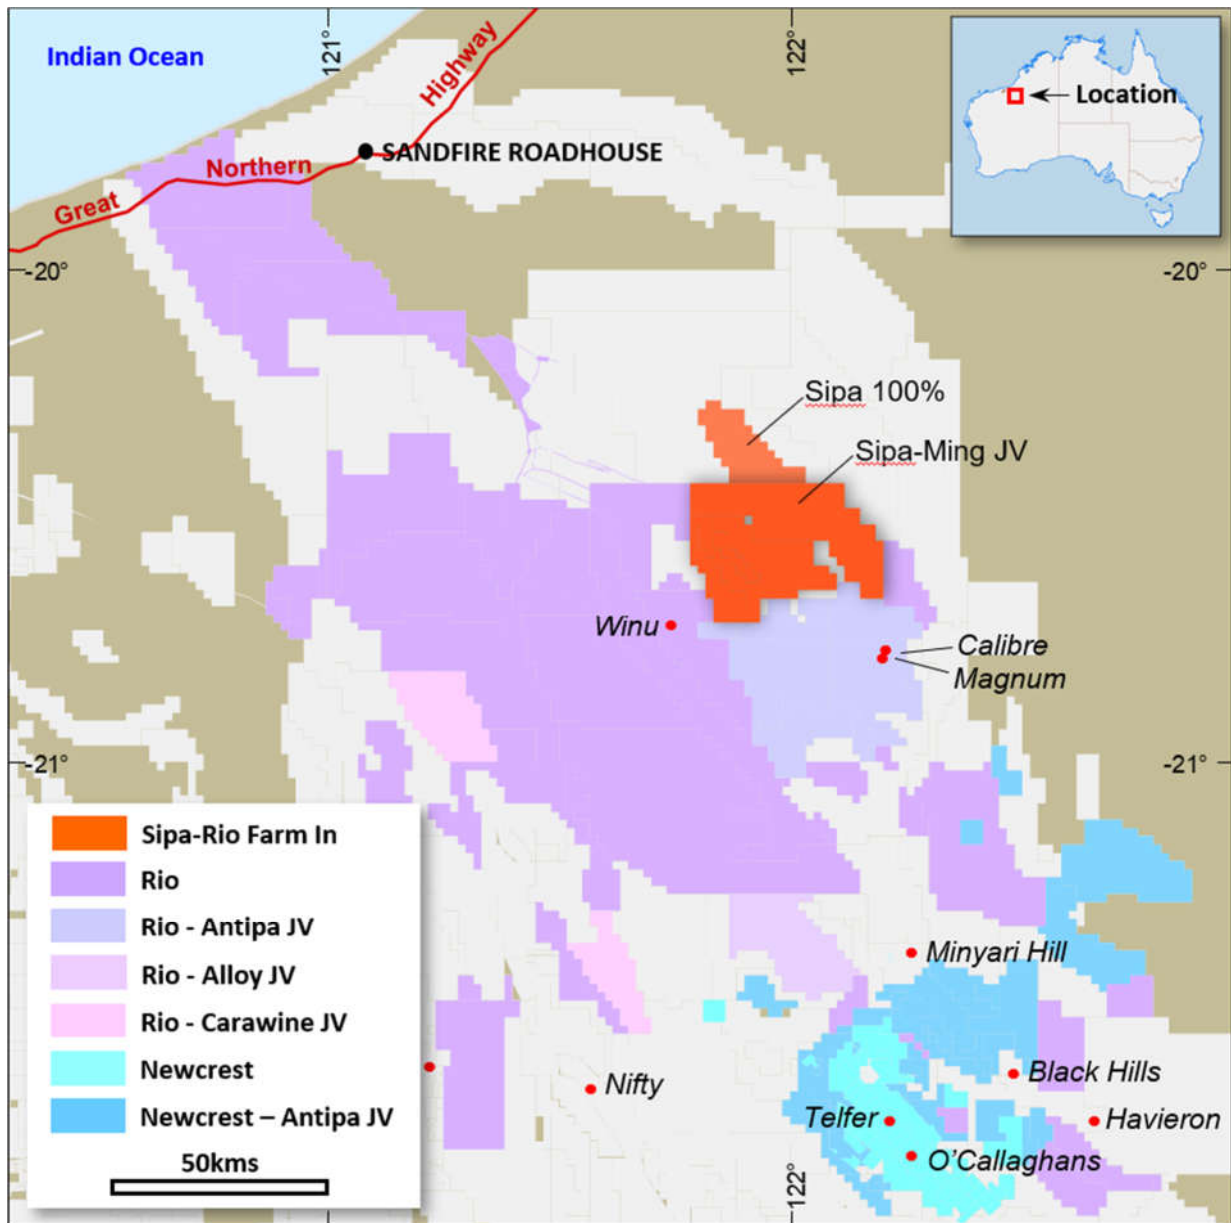 Indian Ocean
121°
Highway
122°
Location
SANDFIRE ROADHOUSE
Northern
Great
-20°
-20°
Sipa 100%
Sipa-Ming JV
Winu
Calibre
Magnum
-21°
-21°
Sipa-Rio Farm In
Rio
Rio - Antipa JV
Rio - Alloy JV
Rio - Carawine JV
Newcrest
Newcrest – Antipa JV
50kms
Minyari Hill
Black Hills
Nifty
Telfer
Havieron
O'Callaghans
122°